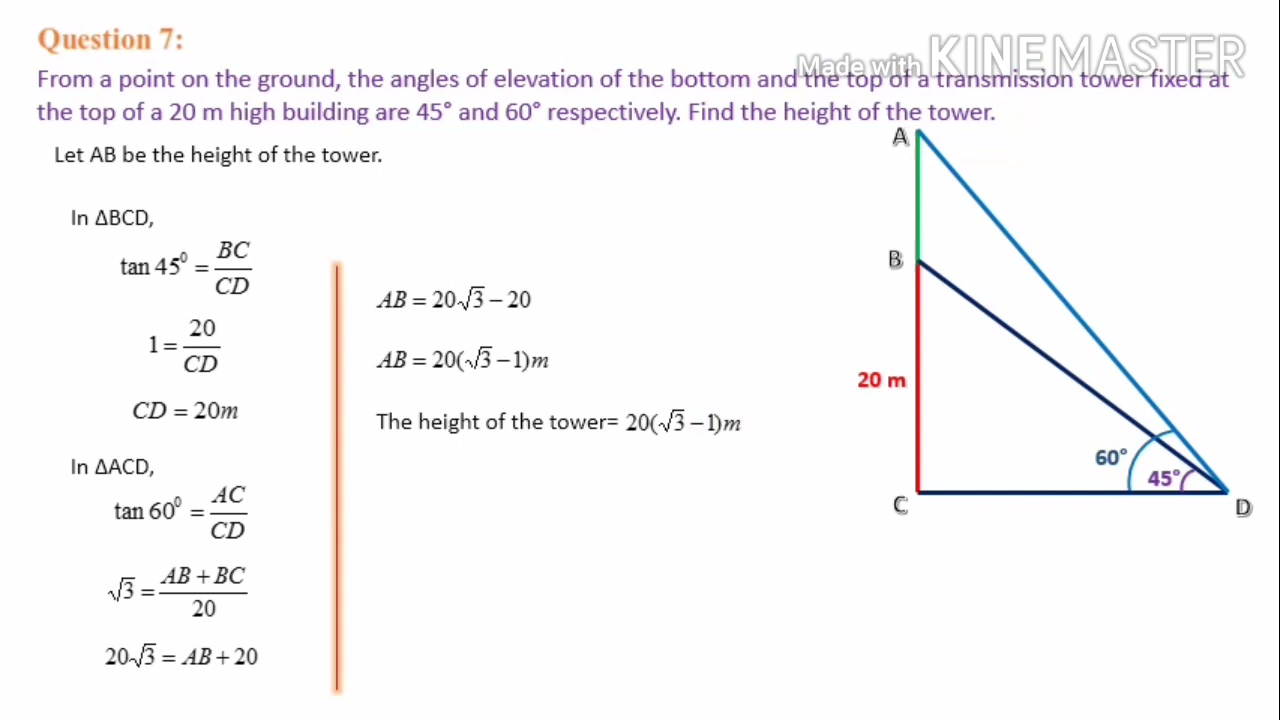 Question 7:
Made with KINEMASTER
From a point on the ground, the angles of elevation of the bottom and the top of a transmission tower fixed at
the top of a 20 m high building are 45° and 60° respectively. Find the height of the tower.
Let AB be the height of the tower.
In ΔBCD,
tan 45⁰ = BC/CD
1 = 20/CD
CD = 20m
In ΔACD,
tan 60⁰ = AC/CD
√3 = AB + BC/20
20√3 = AB + 20
AB = 20√3 − 20
AB = 20(√3 − 1)m
The height of the tower= 20(√3 − 1)m
A
B
20 m
60°
45°
C
D